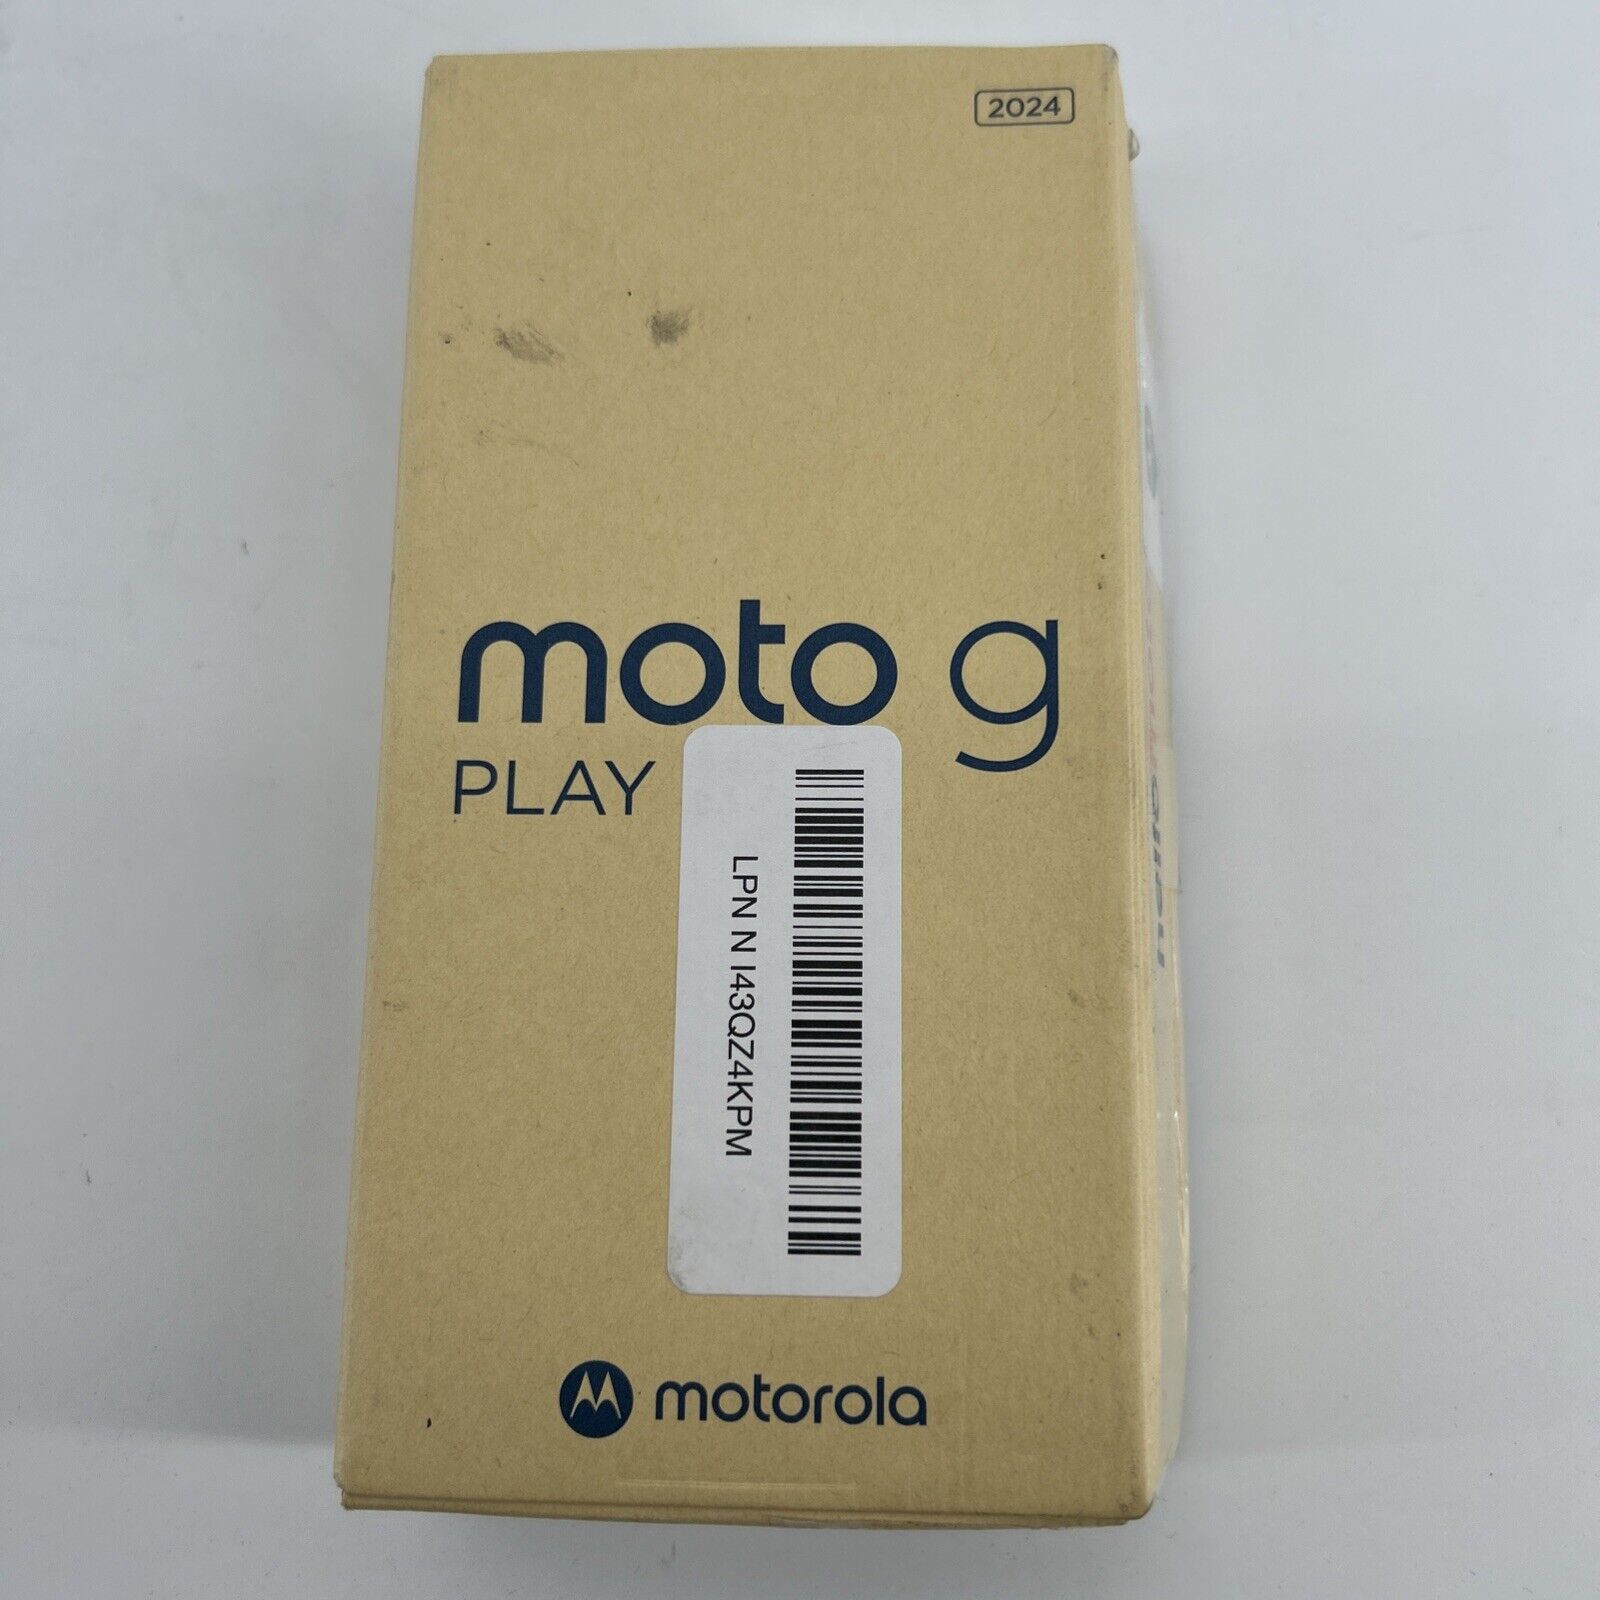 2024
moto g
PLAY
LPN N I43QZ4KPM
motorola